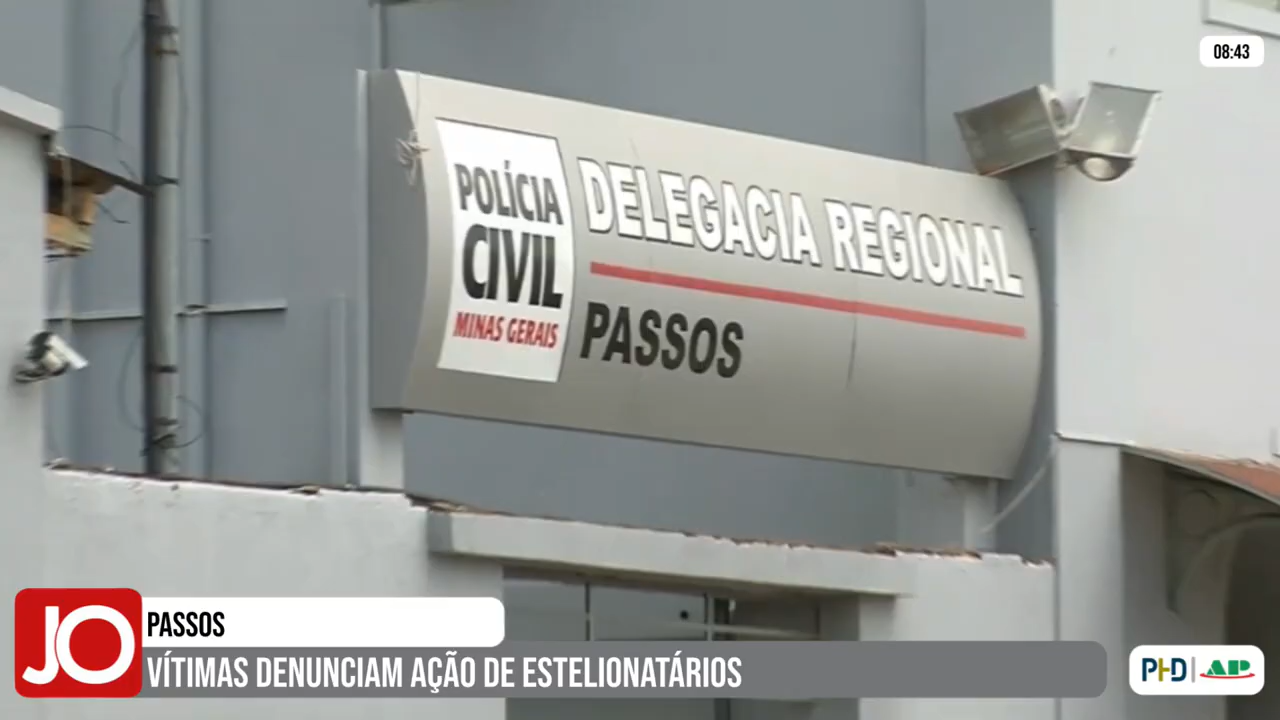 08:43
POLÍCIA
CIVIL
MINAS GERAIS
DELEGACIA REGIONAL
PASSOS
JO
PASSOS
VÍTIMAS DENUNCIAM AÇÃO DE ESTELIONATÁRIOS
PHD | AP